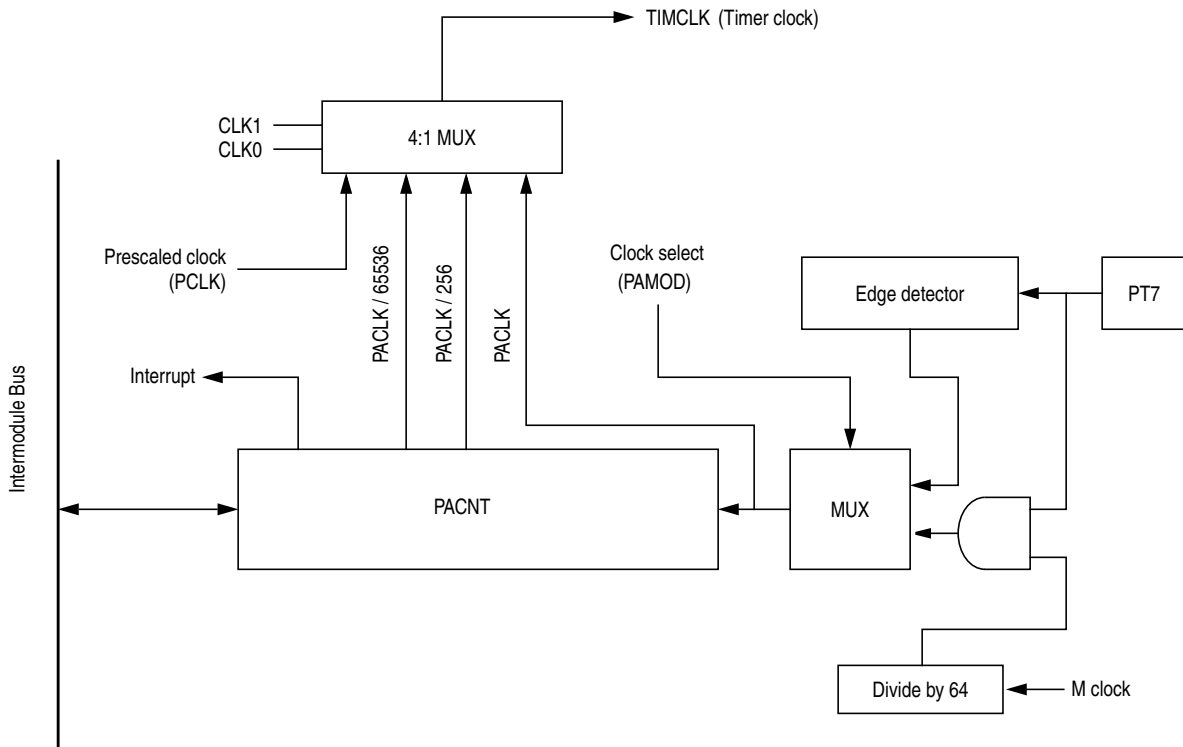 TIMCLK (Timer clock)
CLK1
CLK0
4:1 MUX
Prescaled clock
(PCLK)
PACLK / 65536
PACLK / 256
PACLK
Clock select
(PAMOD)
Edge detector
PT7
Interrupt
Intermodule Bus
PACNT
MUX
Divide by 64
M clock